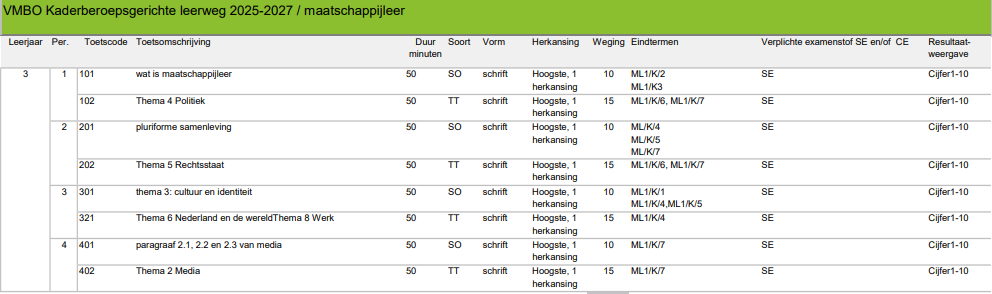 VMBO Kaderberoepsgerichte leerweg 2025-2027 / maatschappijleer
Leerjaar Per. Toetscode Toetsomschrijving Duur minuten Soort Vorm Herkansing Weging Eindtermen Verplichte examenstof SE en/of CE Resultaat-weergave
3 1 101 wat is maatschappijleer 50 SO schrift Hoogste, 1 10 ML1/K/2 SE Cijfer1-10
herkansing ML1/K3
102 Thema 4 Politiek 50 TT schrift Hoogste, 1 15 ML1/K/6, ML1/K/7 SE Cijfer1-10
herkansing
2 201 pluriforme samenleving 50 SO schrift Hoogste, 1 10 ML/K/4 SE Cijfer1-10
herkansing ML/K/5
ML/K/7
202 Thema 5 Rechtsstaat 50 TT schrift Hoogste, 1 15 ML1/K/6, ML1/K/7 SE Cijfer1-10
herkansing
3 301 thema 3: cultuur en identiteit 50 SO schrift Hoogste, 1 10 ML1/K/1 SE Cijfer1-10
herkansing ML1/K/4,ML1/K/5
321 Thema 6 Nederland en de wereldThema 8 Werk 50 TT schrift Hoogste, 1 15 ML1/K/4 SE Cijfer1-10
herkansing
4 401 paragraaf 2.1, 2.2 en 2.3 van media 50 SO schrift Hoogste, 1 10 ML1/K/7 SE Cijfer1-10
herkansing
402 Thema 2 Media 50 TT schrift Hoogste, 1 15 ML1/K/7 SE Cijfer1-10
herkansing